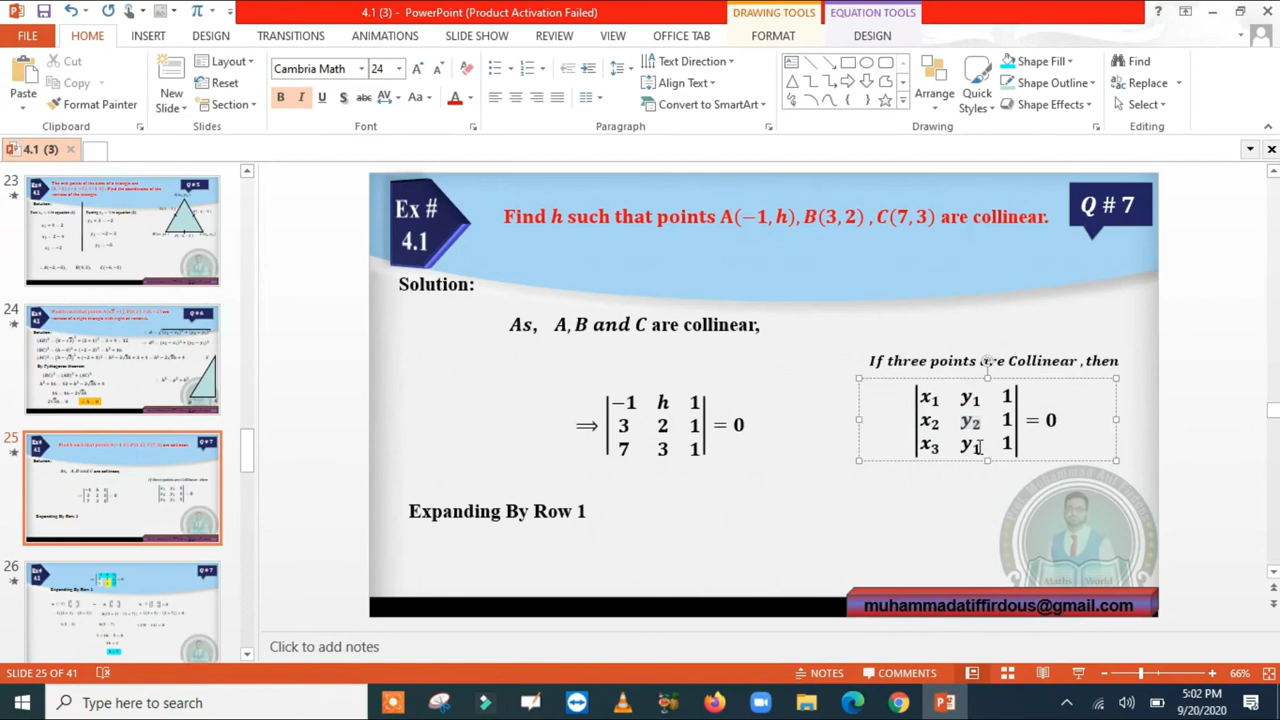 4.1 (3) - PowerPoint (Product Activation Failed)
DRAWING TOOLS
EQUATION TOOLS
FILE
HOME
INSERT
DESIGN
TRANSITIONS
ANIMATIONS
SLIDE SHOW
REVIEW
VIEW
OFFICE TAB
FORMAT
DESIGN
Paste
Cut
Copy
Format Painter
Clipboard
New
Slide
Layout
Reset
Section
Slides
Cambria Math
24
B I U S abc AV Aa A
Font
Text Direction
Align Text
Convert to SmartArt
Paragraph
Arrange
Quick
Styles
Shape Fill
Shape Outline
Shape Effects
Drawing
Find
Replace
Select
Editing
4.1 (3)
23
24
25
26
Ex #
4.1
Find h such that points A(−1, h), B(3, 2) , C(7, 3) are collinear.
Q # 7
Solution:
As, A, B and C are collinear,
If three points are Collinear ,then
⟹ |−1 h 1|
|3 2 1| = 0
|7 3 1|
|x₁ y₁ 1|
|x₂ y₂ 1| = 0
|x₃ y₁ 1|
Expanding By Row 1
Maths World
muhammadatiffirdous@gmail.com
Click to add notes
SLIDE 25 OF 41
NOTES
COMMENTS
66%
Type here to search
5:02 PM
9/20/2020